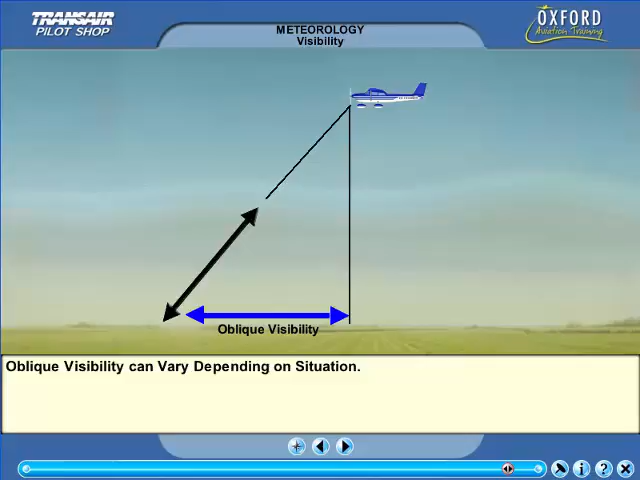 TRANSAIR
PILOT SHOP
METEOROLOGY
Visibility
OXFORD
Aviation Training
Oblique Visibility
Oblique Visibility can Vary Depending on Situation.